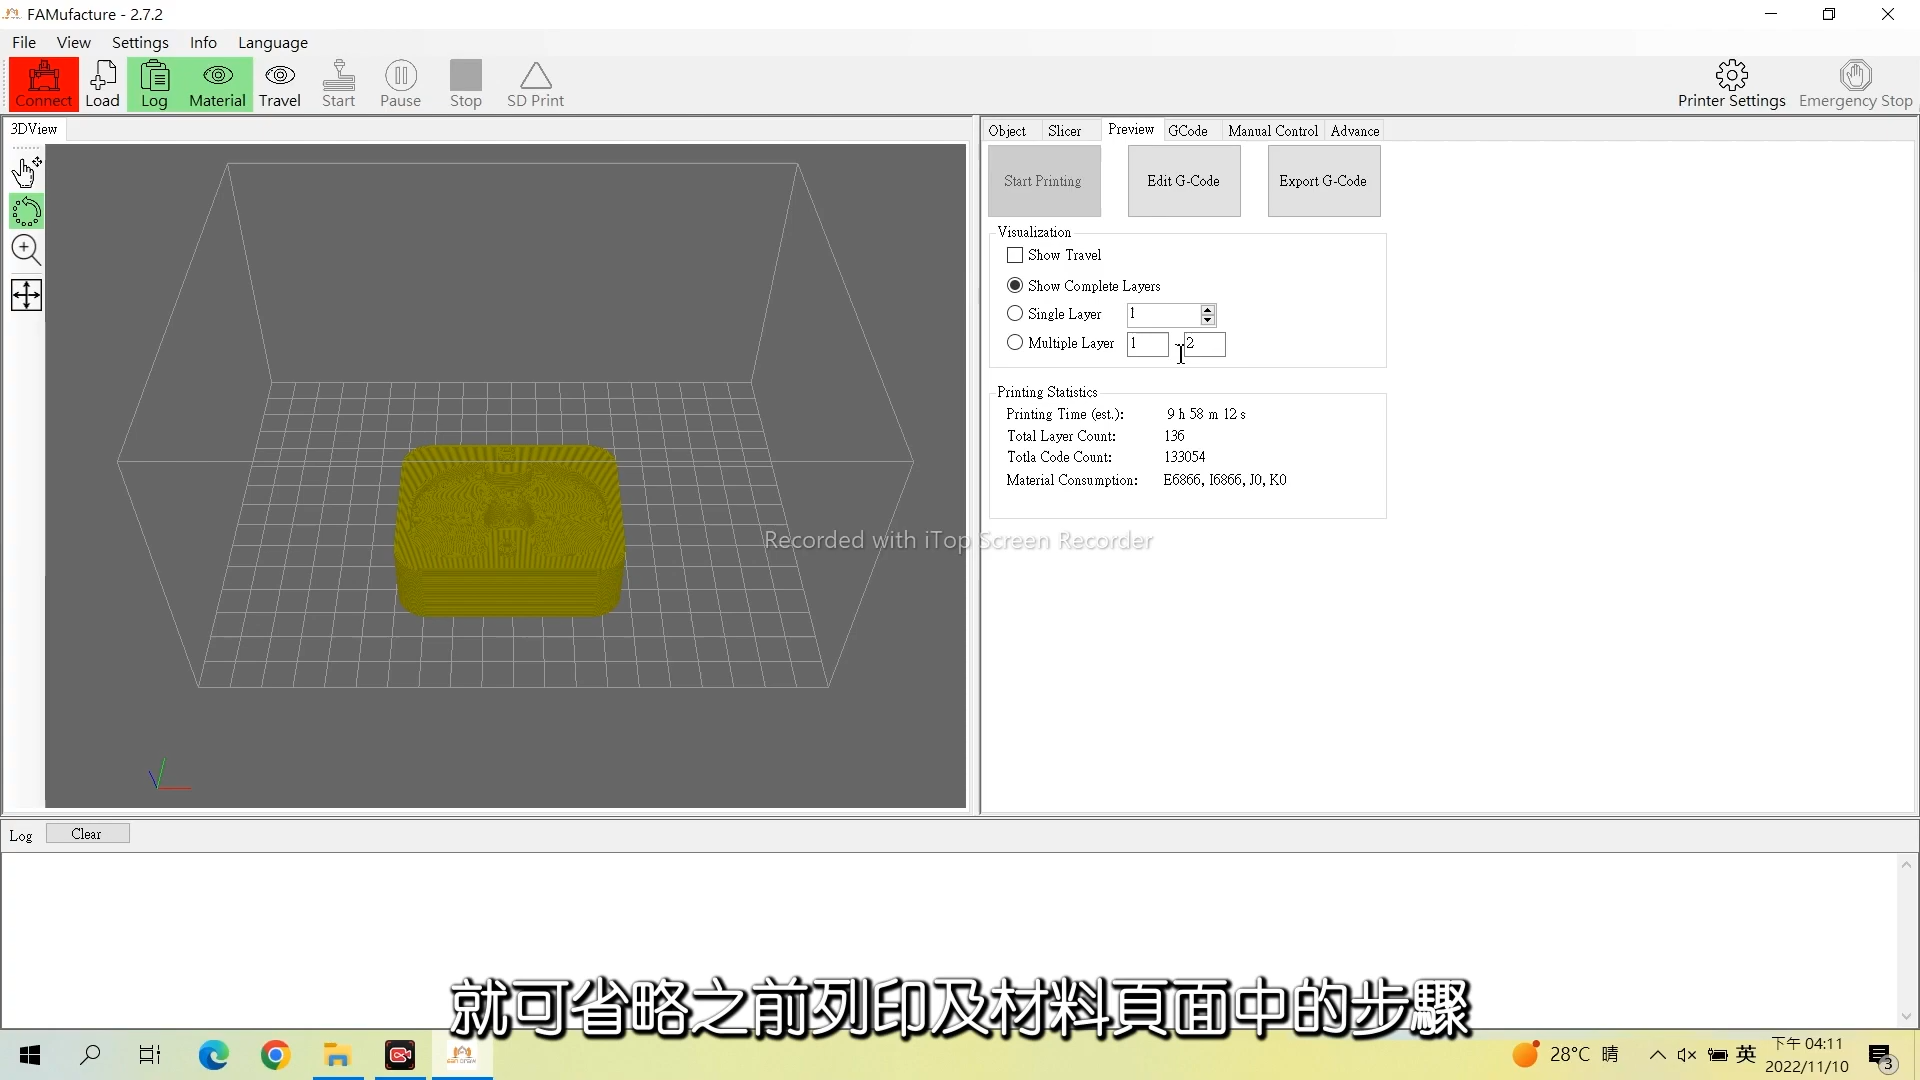 FAMufacture - 2.7.2
File View Settings Info Language
Connect Load Log Material Travel Start Pause Stop SD Print Printer Settings Emergency Stop
3DView
Object Slicer Preview GCode Manual Control Advance
Start Printing Edit G-Code Export G-Code
Visualization
Show Travel
Show Complete Layers
Single Layer 1
Multiple Layer 1 - 2
Printing Statistics
Printing Time (est.): 9 h 58 m 12 s
Total Layer Count: 136
Totla Code Count: 133054
Material Consumption: E6866, I6866, J0, K0
Recorded with iTop Screen Recorder
Log Clear
就可省略之前列印及材料頁面中的步驟
28°C 晴 英 下午 04:11
2022/11/10 3